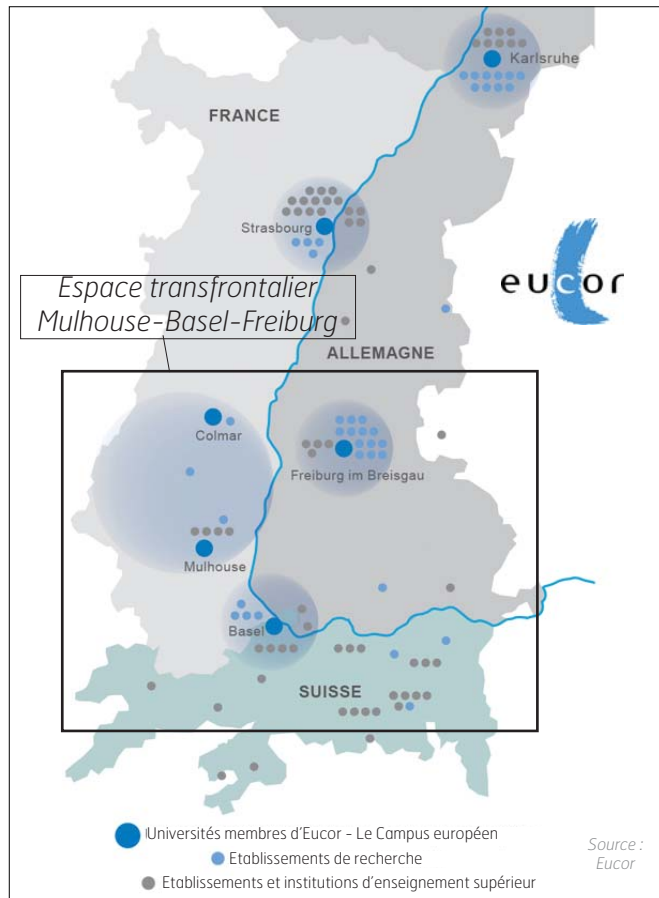 Karlsruhe
FRANCE
Strasbourg
eucor
Espace transfrontalier
Mulhouse-Basel-Freiburg
ALLEMAGNE
Colmar
Freiburg im Breisgau
Mulhouse
Basel
SUISSE
Universités membres d'Eucor - Le Campus européen
Etablissements de recherche
Etablissements et institutions d'enseignement supérieur
Source :
Eucor